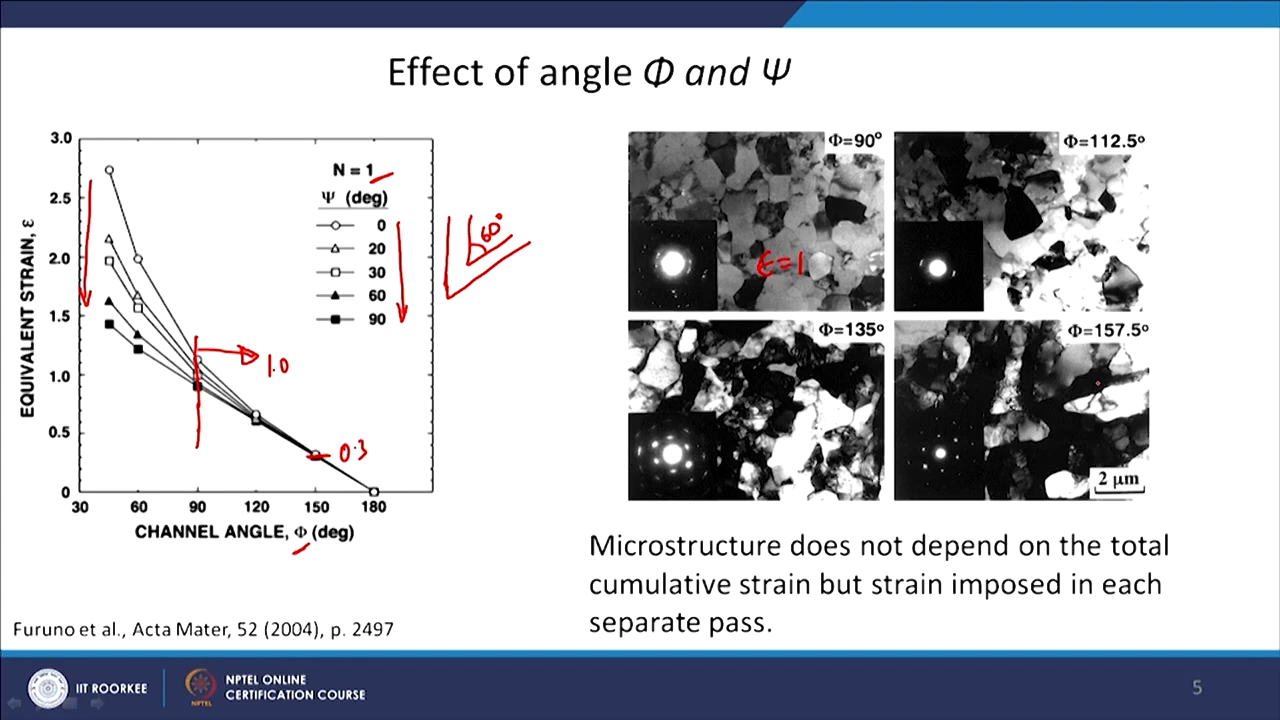 Effect of angle Φ and Ψ
3.0
2.5
2.0
1.5
1.0
0.5
0
EQUIVALENT STRAIN, ε
N = 1
Ψ (deg)
0
20
30
60
90
60°
1.0
0.3
30 60 90 120 150 180
CHANNEL ANGLE, Φ (deg)
Φ=90°
Φ=112.5°
ε=1
Φ=135°
Φ=157.5°
2 μm
Microstructure does not depend on the total
cumulative strain but strain imposed in each
separate pass.
Furuno et al., Acta Mater, 52 (2004), p. 2497
IIT ROORKEE
NPTEL
NPTEL ONLINE
CERTIFICATION COURSE
5